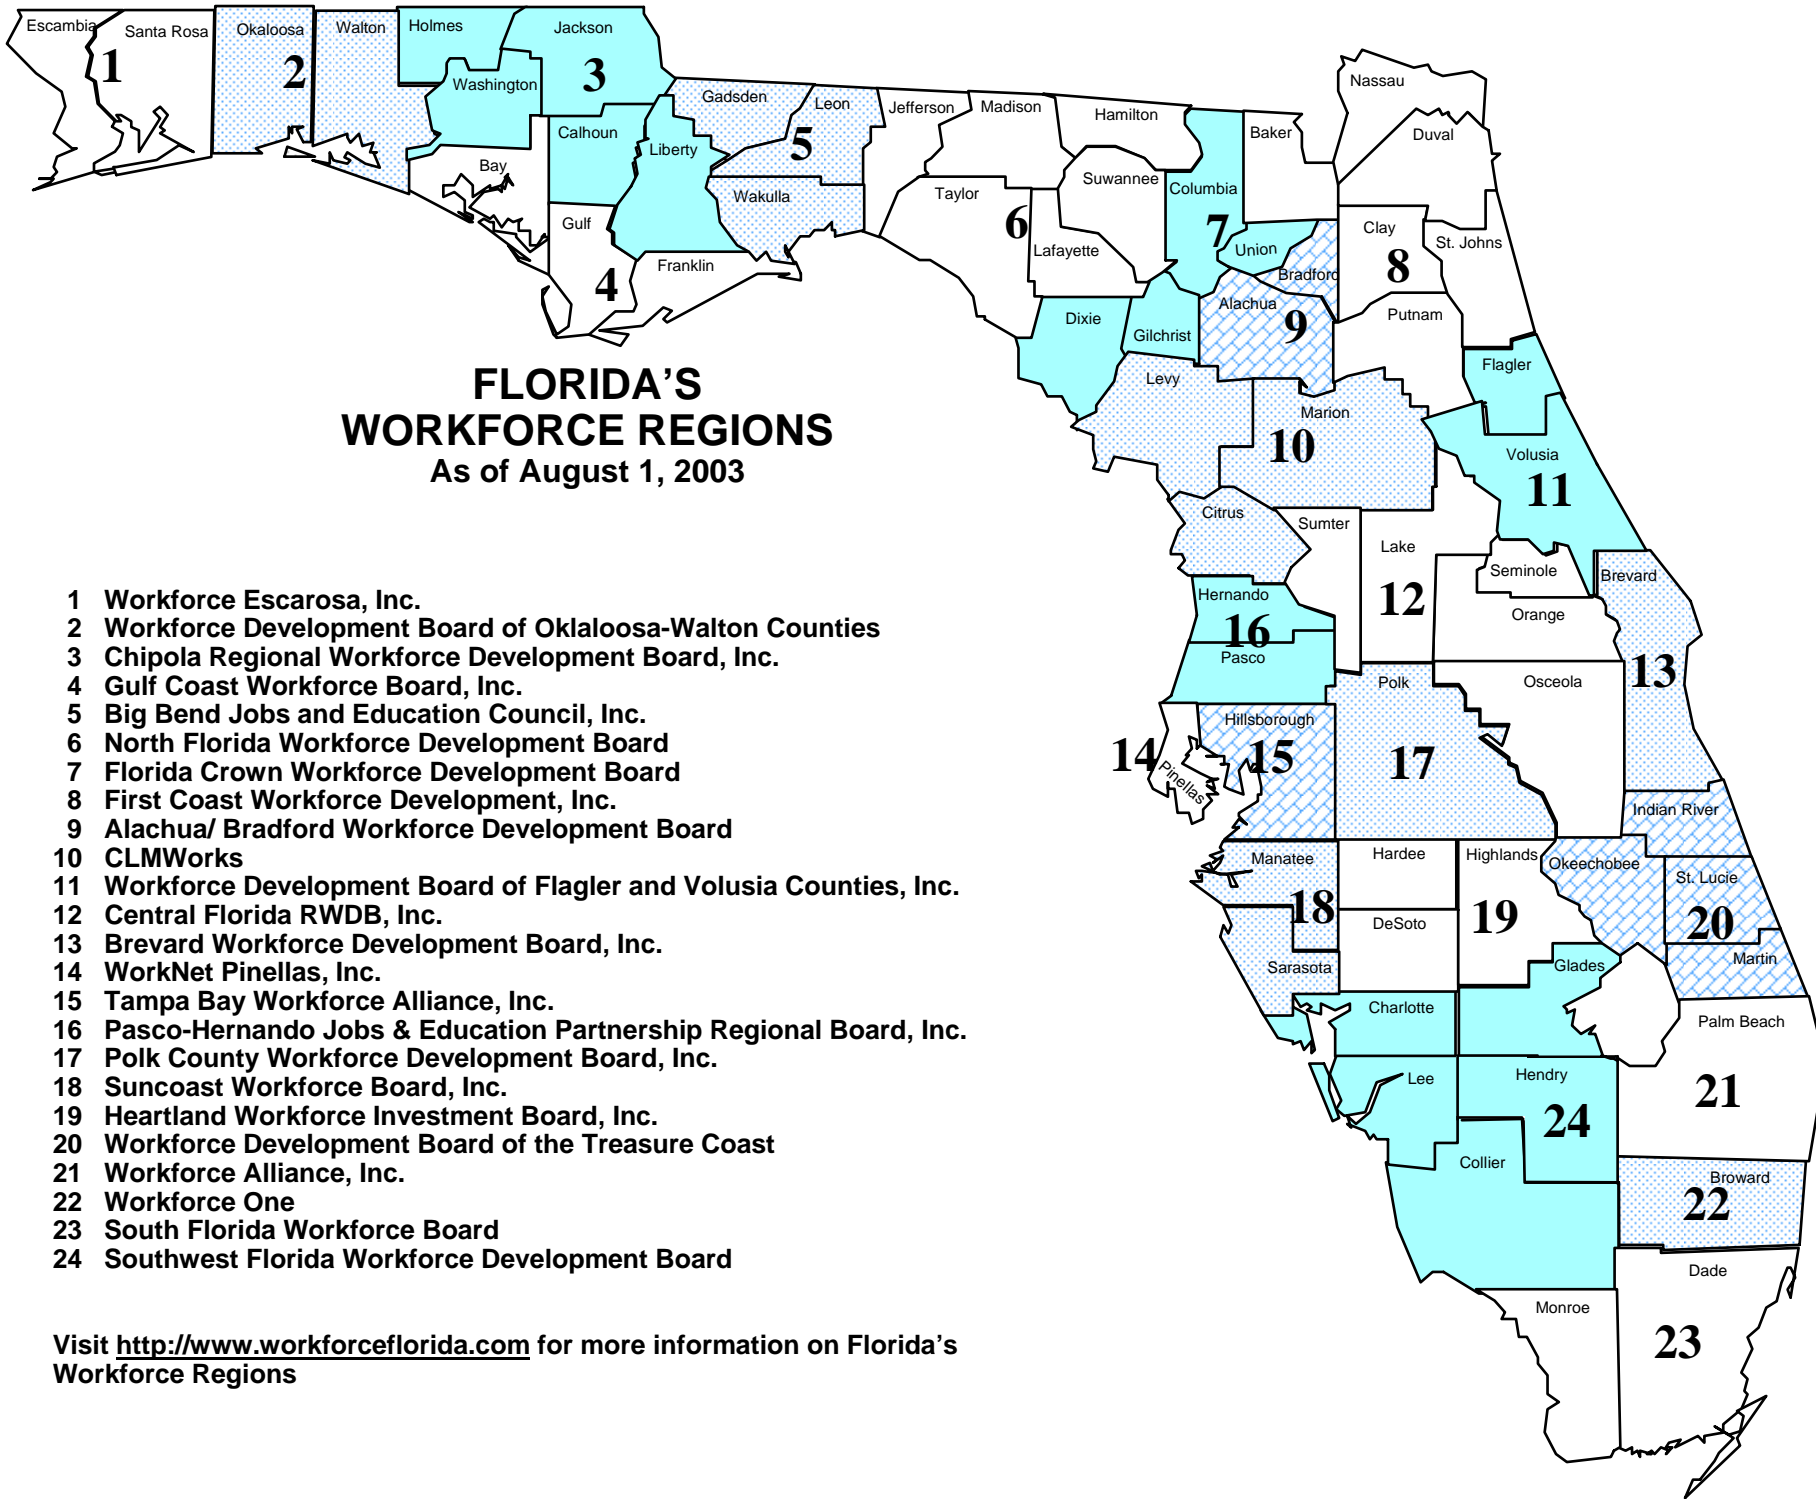 Escambia
Santa Rosa
Okaloosa
Walton
Holmes
Jackson
Washington
1
2
3
Gadsden
Leon
Jefferson
Madison
Hamilton
Nassau
Calhoun
Liberty
5
Baker
Duval
Bay
Wakulla
Taylor
Suwannee
Columbia
Gulf
6
Lafayette
7
Union
Clay
St. Johns
Franklin
4
Bradford
8
Dixie
Gilchrist
Alachua
9
Putnam
FLORIDA'S
WORKFORCE REGIONS
As of August 1, 2003
Levy
Flagler
Marion
10
Volusia
11
Citrus
Sumter
Lake
Seminole
Brevard
Hernando
12
Orange
16
Pasco
Polk
Osceola
13
Hillsborough
14
Pinellas
15
17
Indian River
Manatee
Hardee
Highlands
Okeechobee
St. Lucie
18
DeSoto
19
20
Sarasota
Glades
Martin
Charlotte
Palm Beach
Lee
Hendry
21
24
Collier
Broward
22
Dade
Monroe
23
1 Workforce Escarosa, Inc.
2 Workforce Development Board of Oklaloosa-Walton Counties
3 Chipola Regional Workforce Development Board, Inc.
4 Gulf Coast Workforce Board, Inc.
5 Big Bend Jobs and Education Council, Inc.
6 North Florida Workforce Development Board
7 Florida Crown Workforce Development Board
8 First Coast Workforce Development, Inc.
9 Alachua/ Bradford Workforce Development Board
10 CLMWorks
11 Workforce Development Board of Flagler and Volusia Counties, Inc.
12 Central Florida RWDB, Inc.
13 Brevard Workforce Development Board, Inc.
14 WorkNet Pinellas, Inc.
15 Tampa Bay Workforce Alliance, Inc.
16 Pasco-Hernando Jobs & Education Partnership Regional Board, Inc.
17 Polk County Workforce Development Board, Inc.
18 Suncoast Workforce Board, Inc.
19 Heartland Workforce Investment Board, Inc.
20 Workforce Development Board of the Treasure Coast
21 Workforce Alliance, Inc.
22 Workforce One
23 South Florida Workforce Board
24 Southwest Florida Workforce Development Board
Visit http://www.workforceflorida.com for more information on Florida's
Workforce Regions